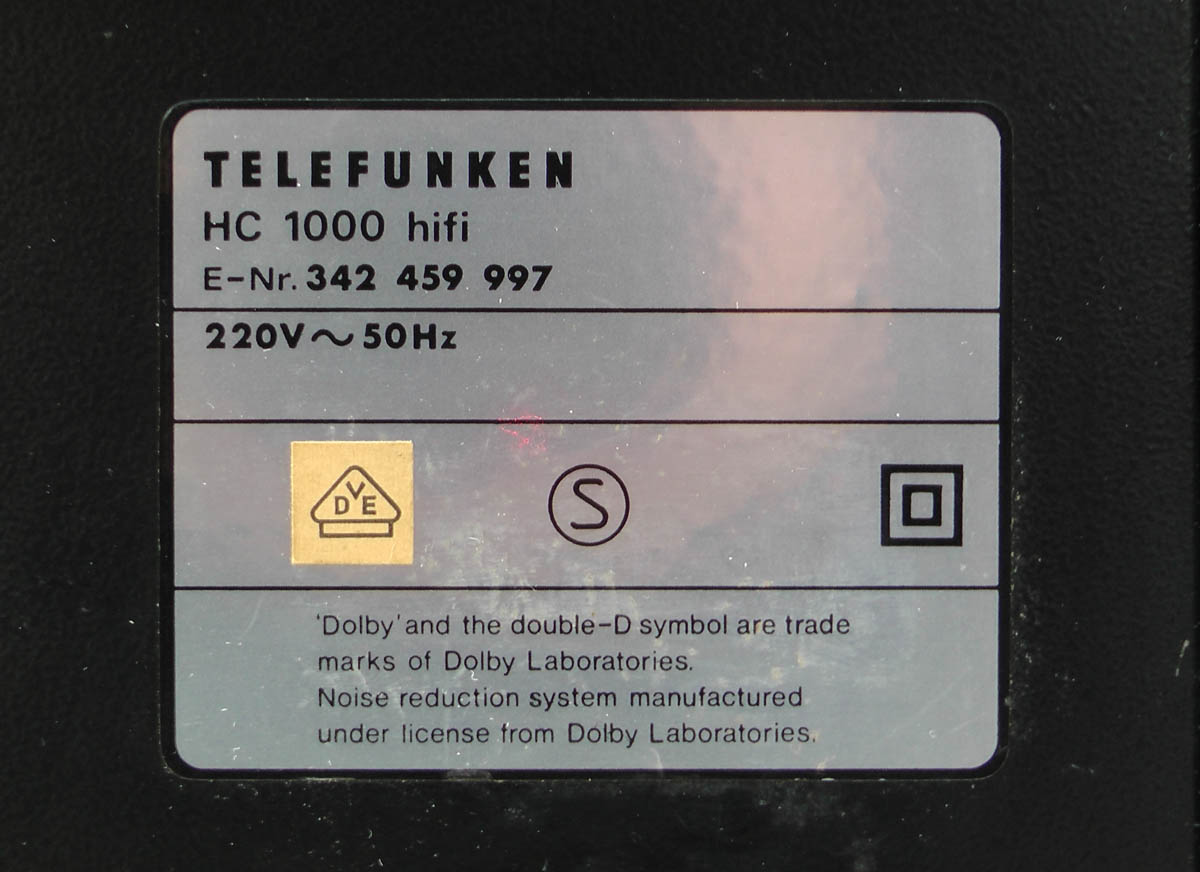 TELEFUNKEN
HC 1000 hifi
E-Nr. 342 459 997
220V~50Hz
DVE
S
'Dolby' and the double-D symbol are trade
marks of Dolby Laboratories.
Noise reduction system manufactured
under license from Dolby Laboratories.